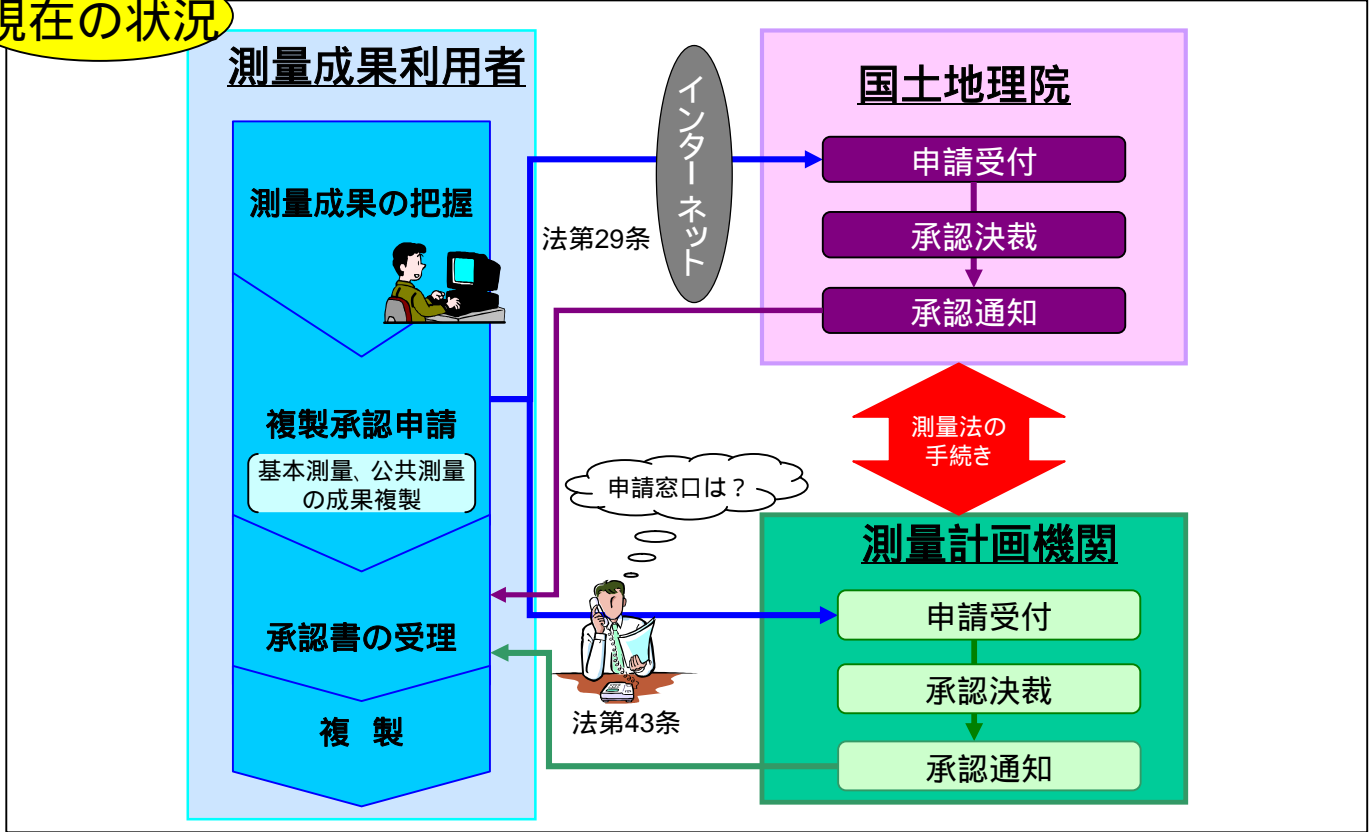 現在の状況
測量成果利用者
測量成果の把握
複製承認申請
基本測量、公共測量
の成果複製
承認書の受理
複 製
インターネット
法第29条
国土地理院
申請受付
承認決裁
承認通知
測量法の
手続き
申請窓口は？
法第43条
測量計画機関
申請受付
承認決裁
承認通知